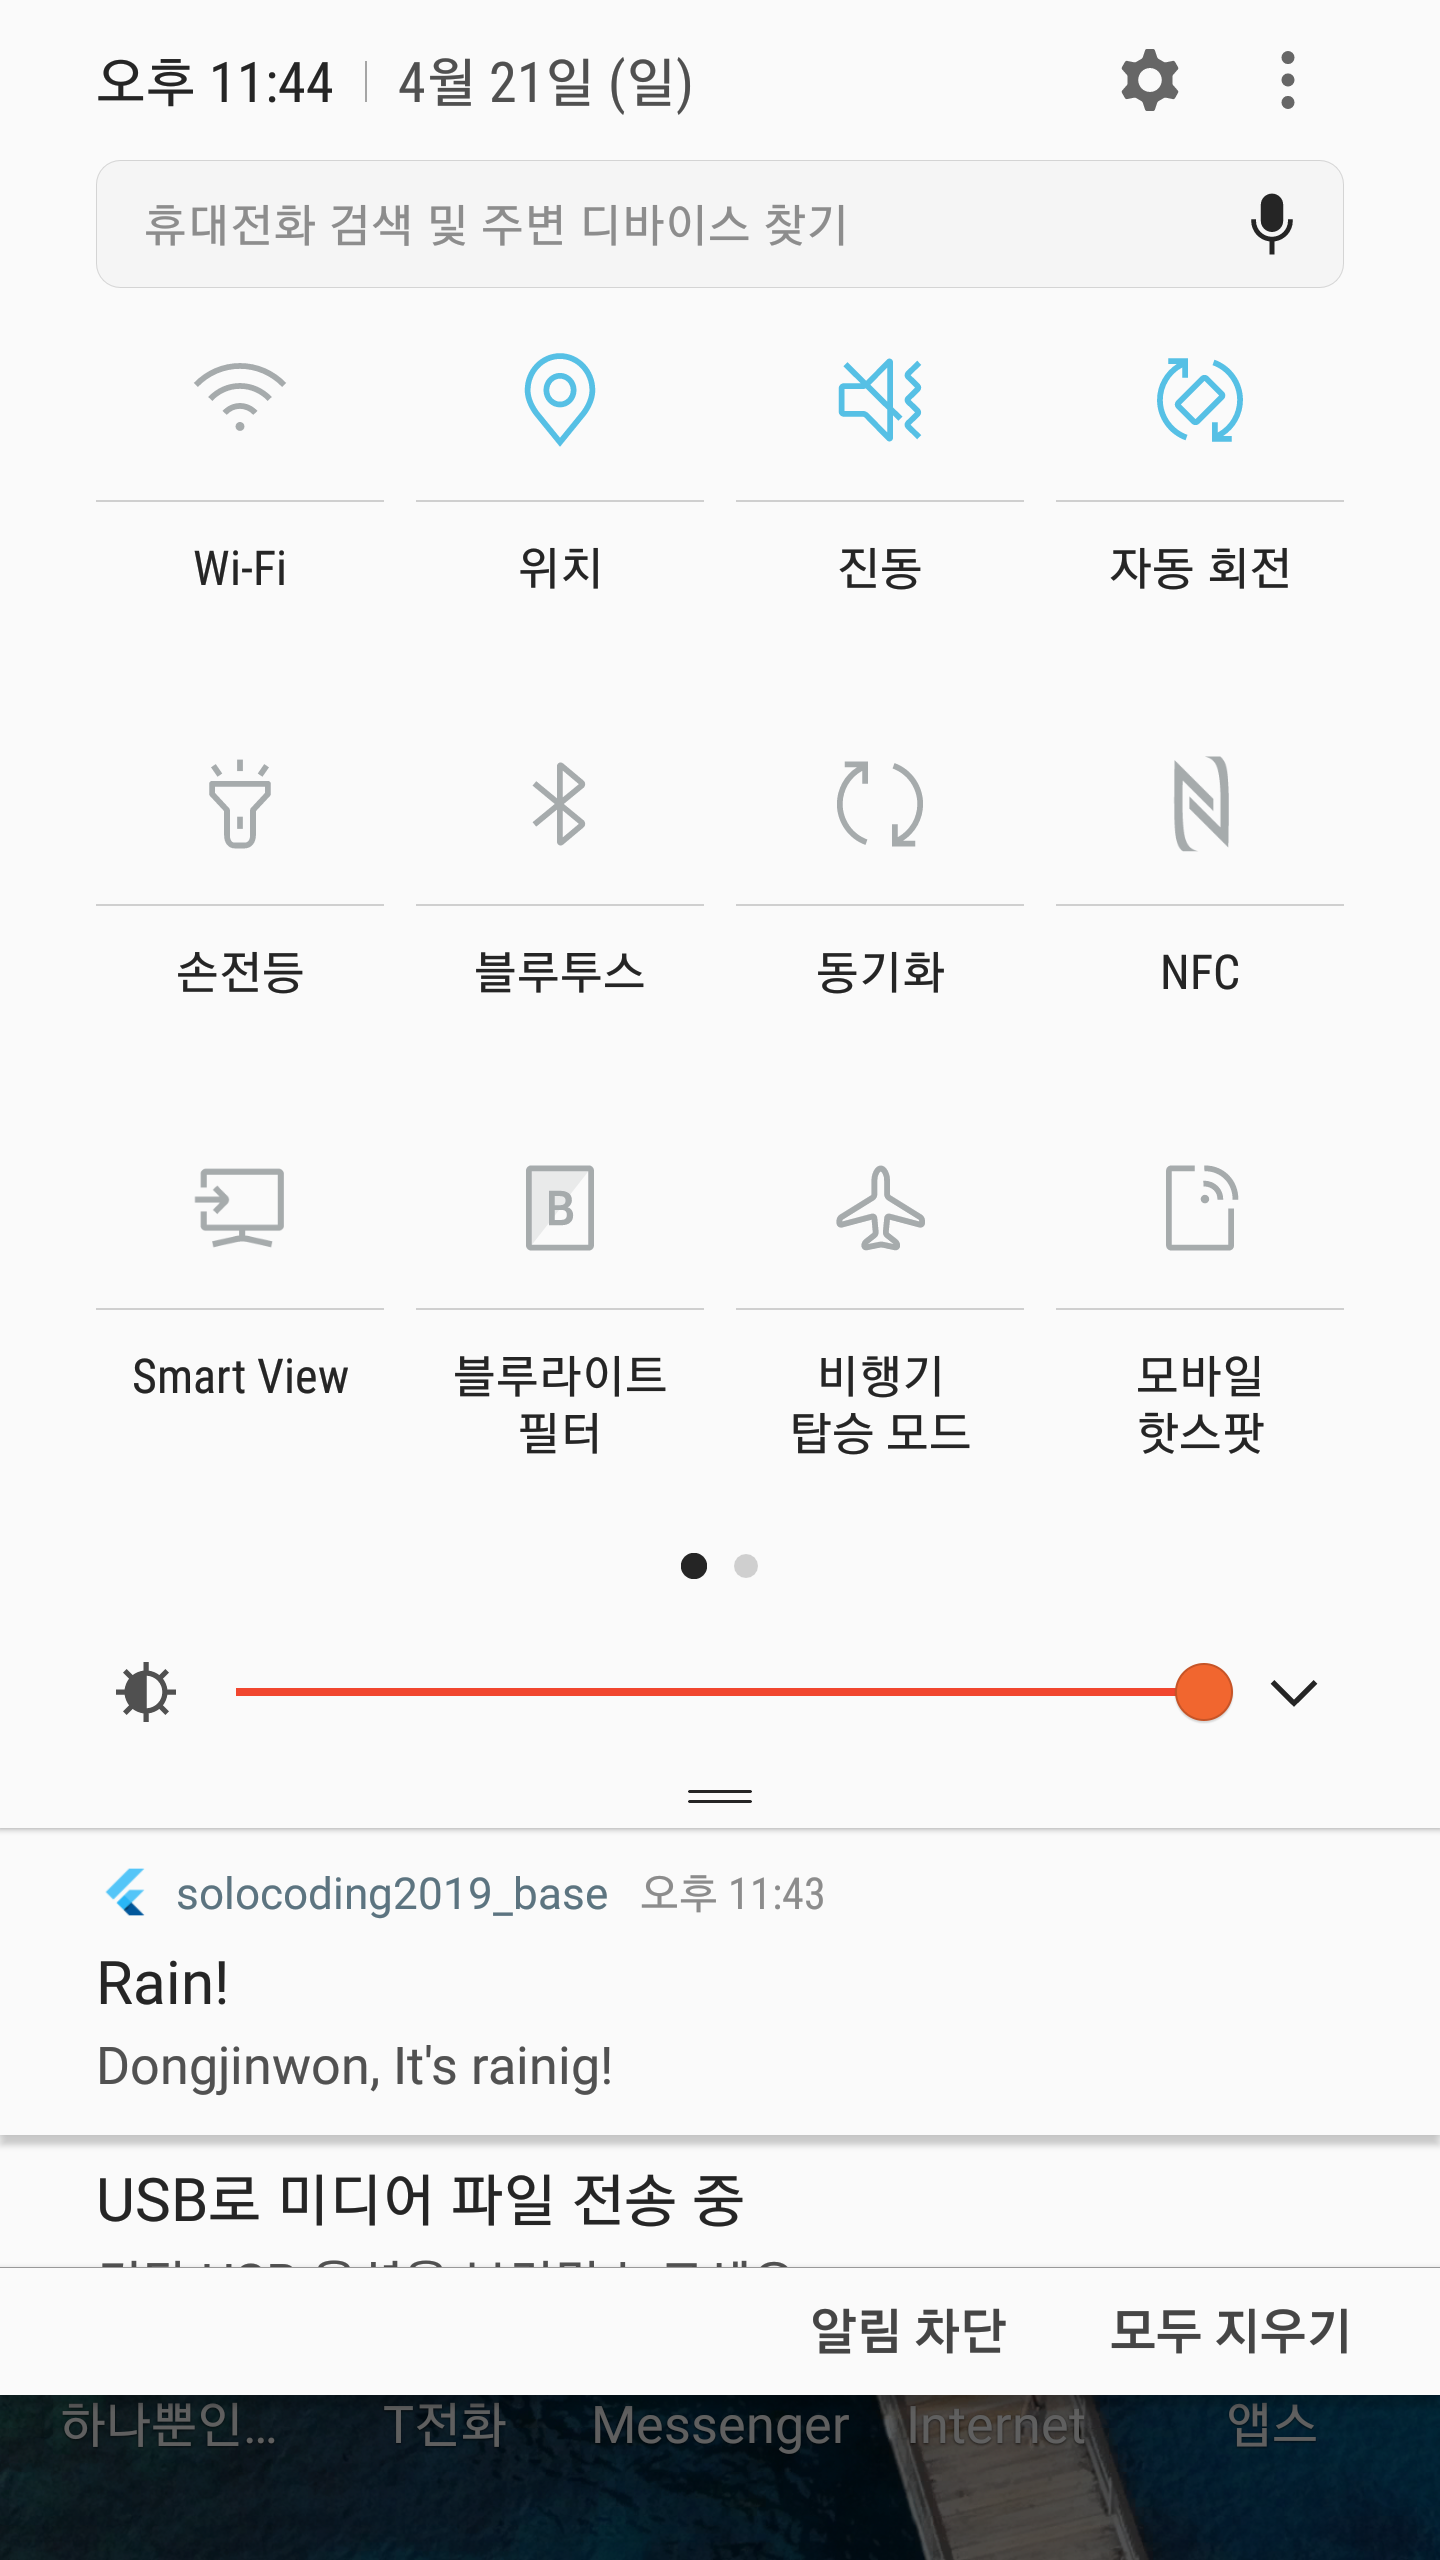 오후 11:44 | 4월 21일 (일)
휴대전화 검색 및 주변 디바이스 찾기
Wi-Fi 위치 진동 자동 회전
손전등 블루투스 동기화 NFC
B
Smart View 블루라이트 비행기 모바일
필터 탑승 모드 핫스팟
solocoding2019_base 오후 11:43
Rain!
Dongjinwon, It's rainig!
USB로 미디어 파일 전송 중
알림 차단 모두 지우기
하나뿐인... T전화 Messenger Internet 앱스